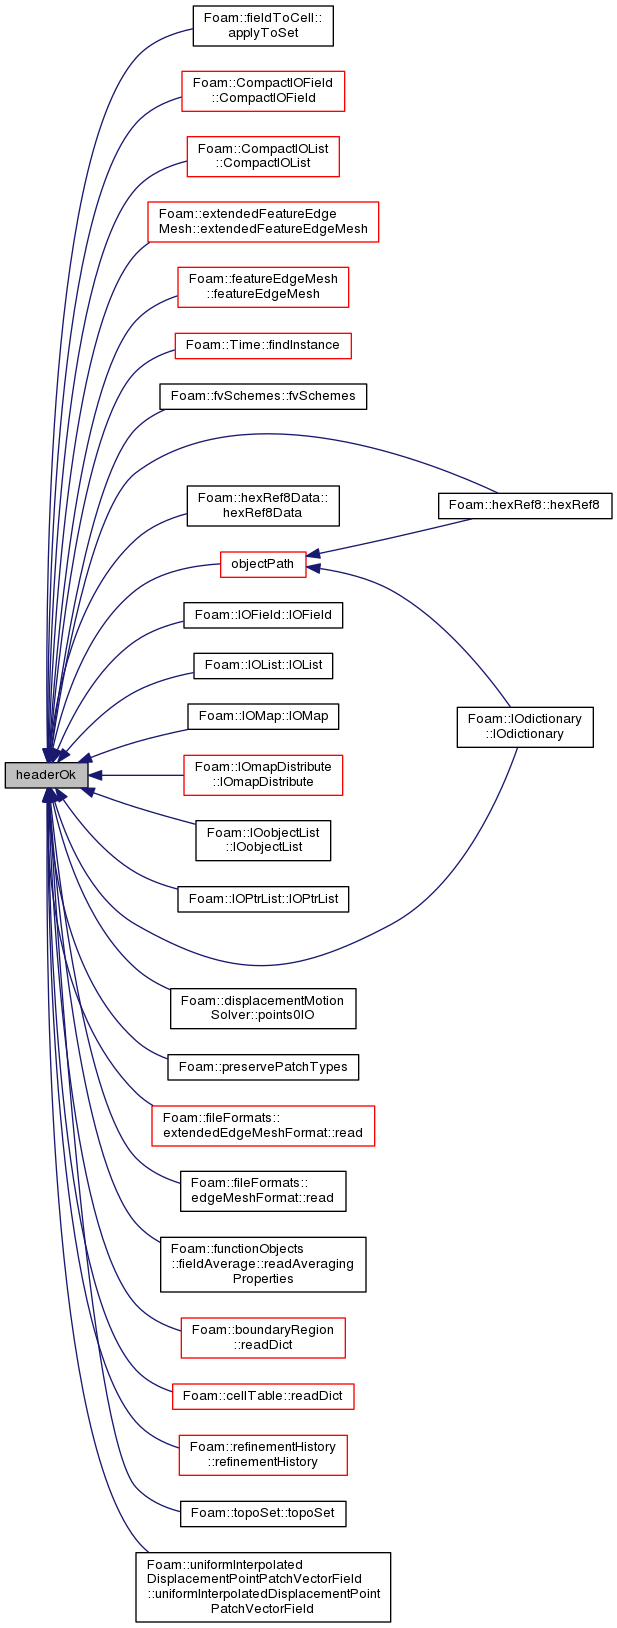 Foam::fieldToCell::
applyToSet
Foam::CompactIOField
::CompactIOField
Foam::CompactIOList
::CompactIOList
Foam::extendedFeatureEdge
Mesh::extendedFeatureEdgeMesh
Foam::featureEdgeMesh
::featureEdgeMesh
Foam::Time::findInstance
Foam::fvSchemes::fvSchemes
Foam::hexRef8Data::
hexRef8Data
Foam::hexRef8::hexRef8
objectPath
Foam::IOField::IOField
Foam::IOList::IOList
Foam::IOMap::IOMap
Foam::IOdictionary
::IOdictionary
headerOk
Foam::IOmapDistribute
::IOmapDistribute
Foam::IOobjectList
::IOobjectList
Foam::IOPtrList::IOPtrList
Foam::displacementMotion
Solver::points0IO
Foam::preservePatchTypes
Foam::fileFormats::
extendedEdgeMeshFormat::read
Foam::fileFormats::
edgeMeshFormat::read
Foam::functionObjects
::fieldAverage::readAveraging
Properties
Foam::boundaryRegion
::readDict
Foam::cellTable::readDict
Foam::refinementHistory
::refinementHistory
Foam::topoSet::topoSet
Foam::uniformInterpolated
DisplacementPointPatchVectorField
::uniformInterpolatedDisplacementPoint
PatchVectorField